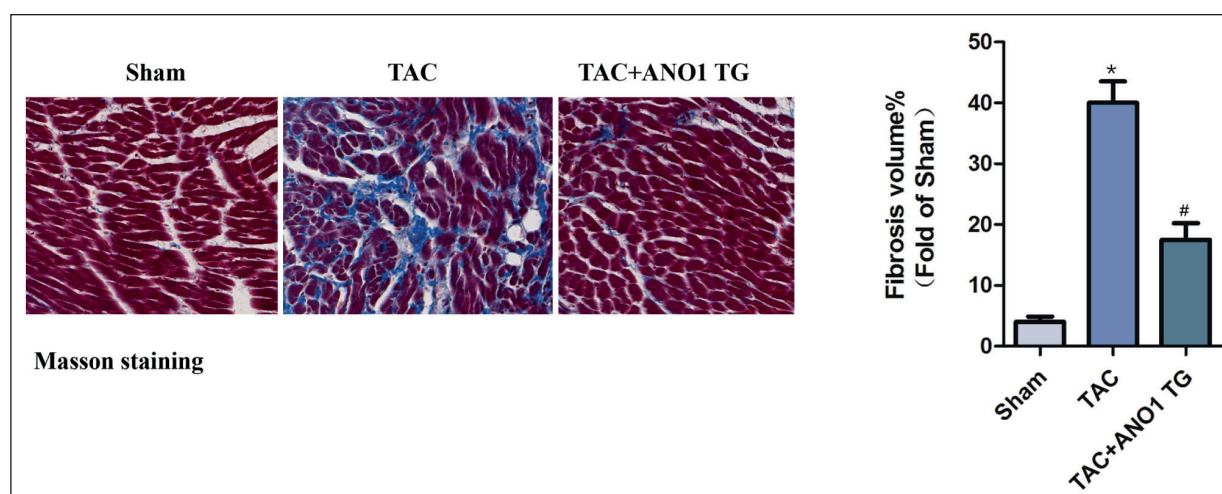 Sham
TAC
TAC+ANO1 TG
Masson staining
Fibrosis volume%
（Fold of Sham）
50
40
30
20
10
0
*
#
Sham
TAC
TAC+ANO1 TG